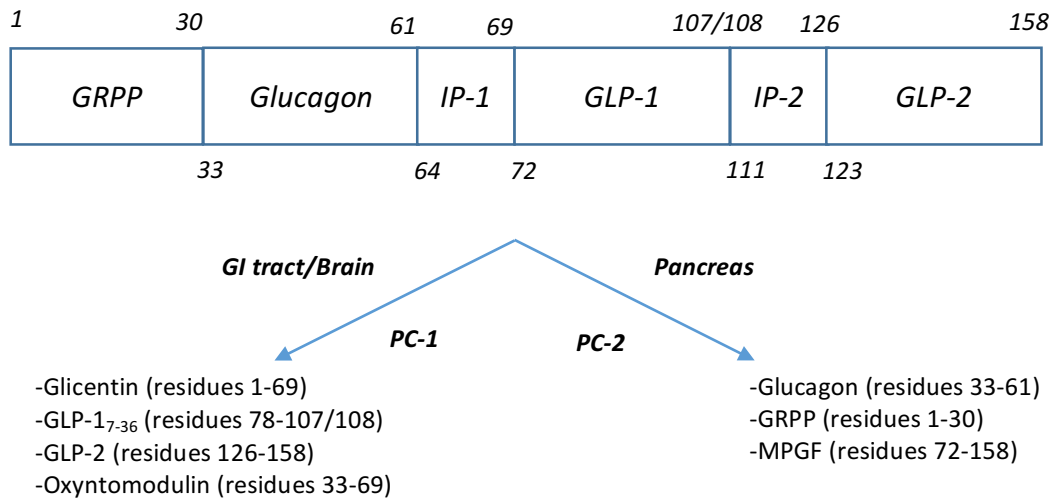 1 30 61 69 107/108 126 158
GRPP Glucagon IP-1 GLP-1 IP-2 GLP-2
33 64 72 111 123
GI tract/Brain Pancreas
PC-1 PC-2
-Glicentin (residues 1-69)
-GLP-17-36 (residues 78-107/108)
-GLP-2 (residues 126-158)
-Oxyntomodulin (residues 33-69)
-Glucagon (residues 33-61)
-GRPP (residues 1-30)
-MPGF (residues 72-158)